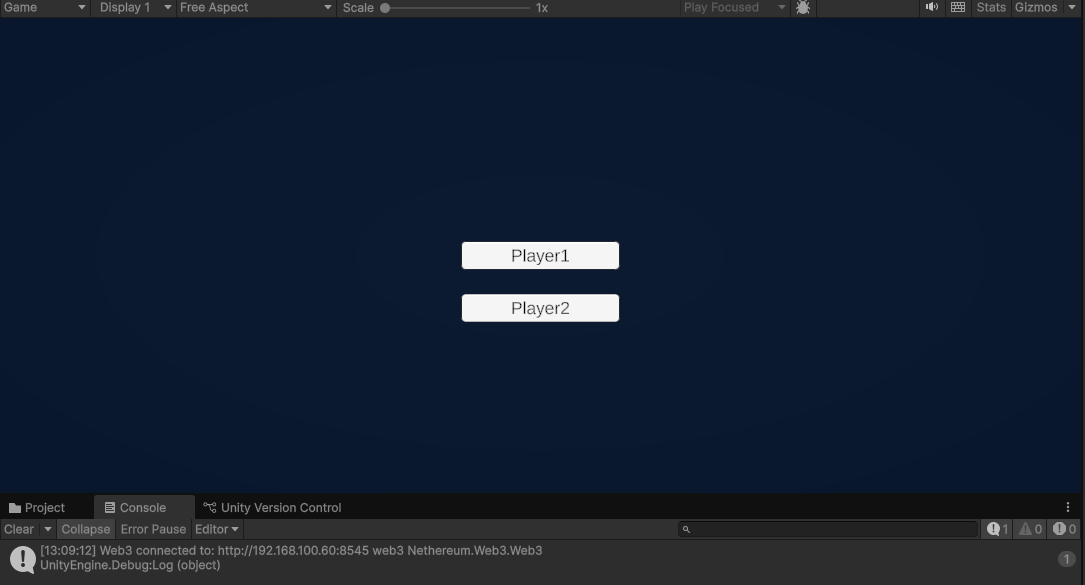 Game Display 1 Free Aspect Scale 1x Play Focused Stats Gizmos
Player1
Player2
Project Console Unity Version Control
Clear Collapse Error Pause Editor 1 0 0
[13:09:12] Web3 connected to: http://192.168.100.60:8545 web3 Nethereum.Web3.Web3
UnityEngine.Debug:Log (object) 1